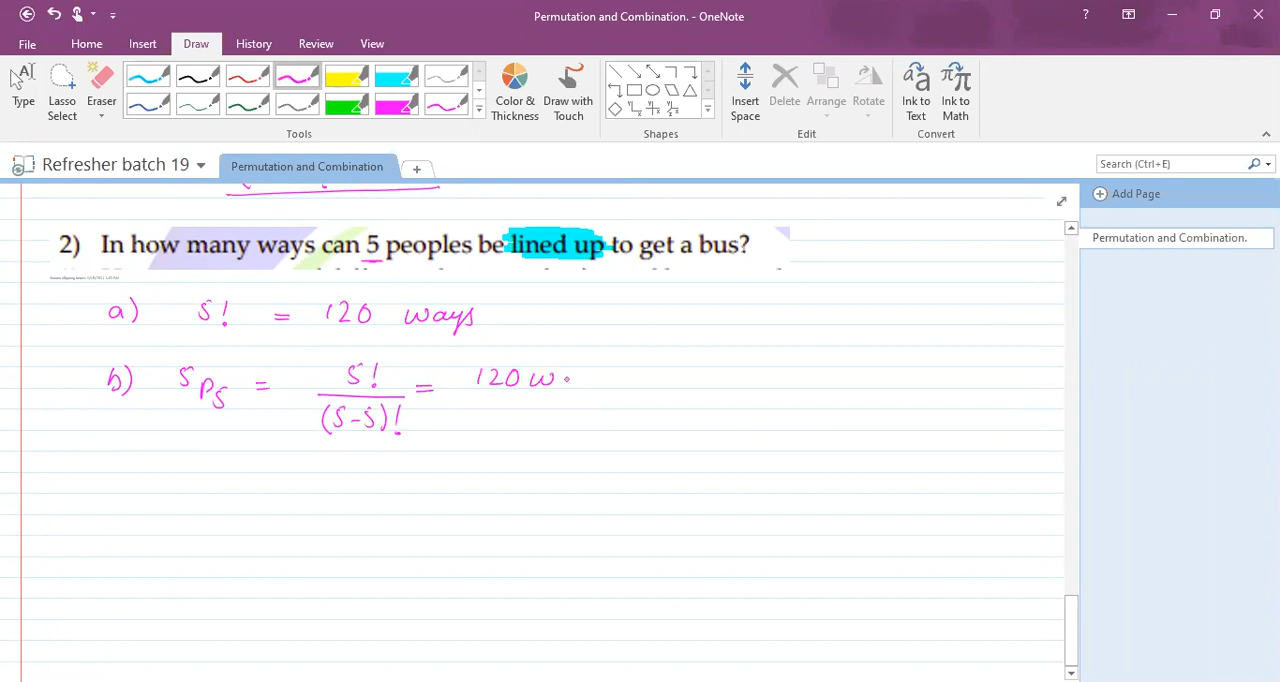 Permutation and Combination. - OneNote
File Home Insert Draw History Review View
Type
Lasso Select
Eraser
Color & Thickness
Draw with Touch
Insert Space
Delete
Arrange
Rotate
Ink to Text
Ink to Math
Tools
Shapes
Edit
Convert
Refresher batch 19
Permutation and Combination
Search (Ctrl+E)
Add Page
Permutation and Combination.
2) In how many ways can 5 peoples be lined up to get a bus?
a) 5! = 120 ways
b) 5P5 = 5!/(5-5)! = 120 w